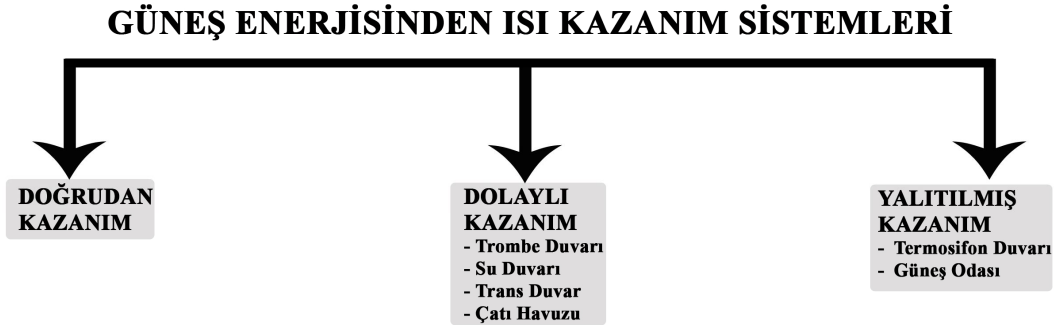 GÜNEŞ ENERJİSİNDEN ISI KAZANIM SİSTEMLERİ
DOĞRUDAN
KAZANIM
DOLAYLI
KAZANIM
- Trombe Duvarı
- Su Duvarı
- Trans Duvar
- Çatı Havuzu
YALITILMIŞ
KAZANIM
- Termosifon Duvarı
- Güneş Odası